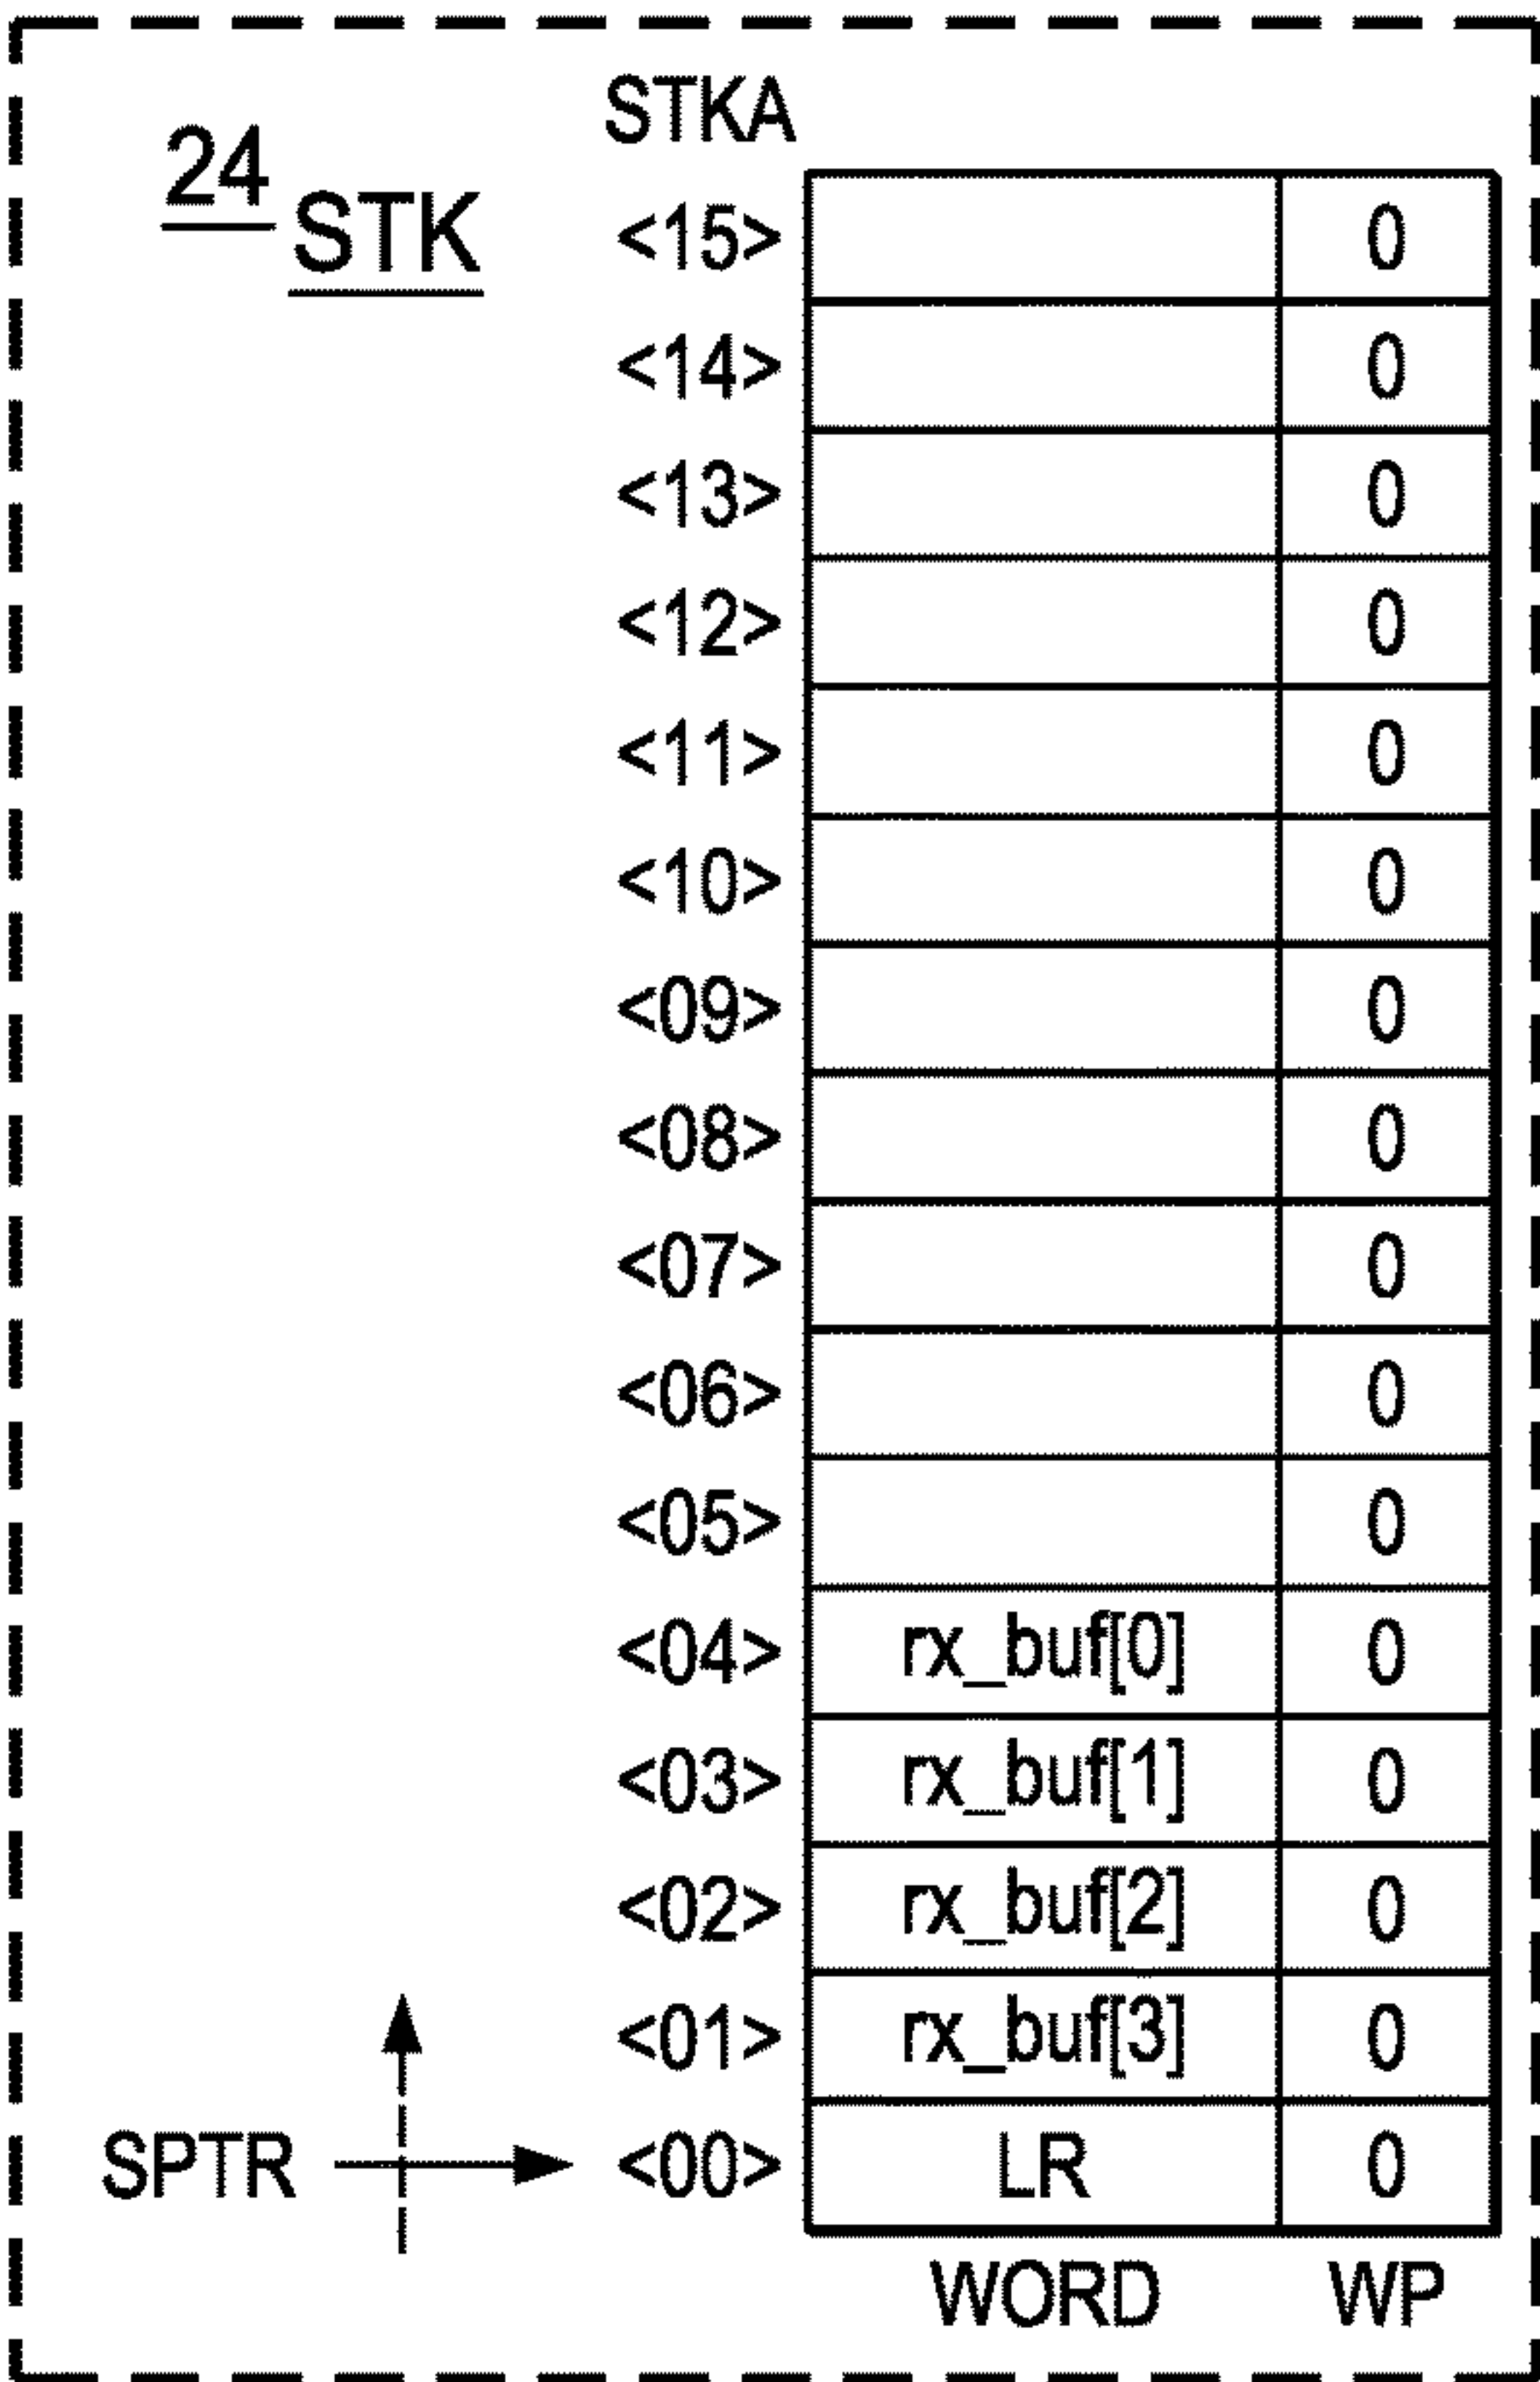 STKA
24
STK
<15> 0
<14> 0
<13> 0
<12> 0
<11> 0
<10> 0
<09> 0
<08> 0
<07> 0
<06> 0
<05> 0
<04> rx_buf[0] 0
<03> rx_buf[1] 0
<02> rx_buf[2] 0
<01> rx_buf[3] 0
SPTR <00> LR 0
WORD WP